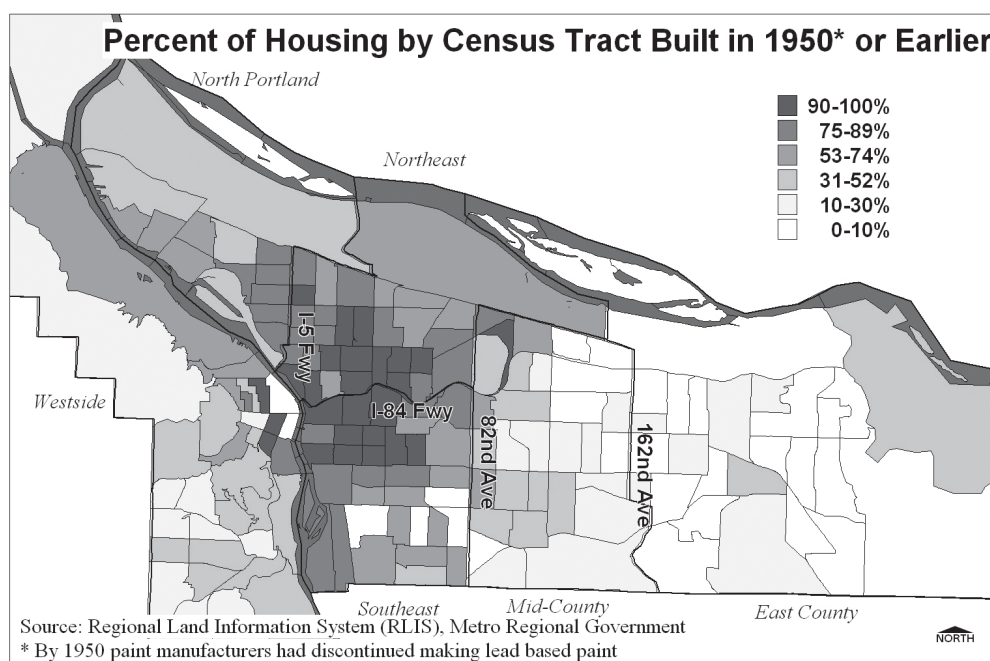 Percent of Housing by Census Tract Built in 1950* or Earlier
North Portland
Northeast
90-100%
75-89%
53-74%
31-52%
10-30%
0-10%
I-5 Fwy
Westside
I-84 Fwy
82nd Ave
162nd Ave
Southeast
Mid-County
East County
Source: Regional Land Information System (RLIS), Metro Regional Government
* By 1950 paint manufacturers had discontinued making lead based paint
NORTH